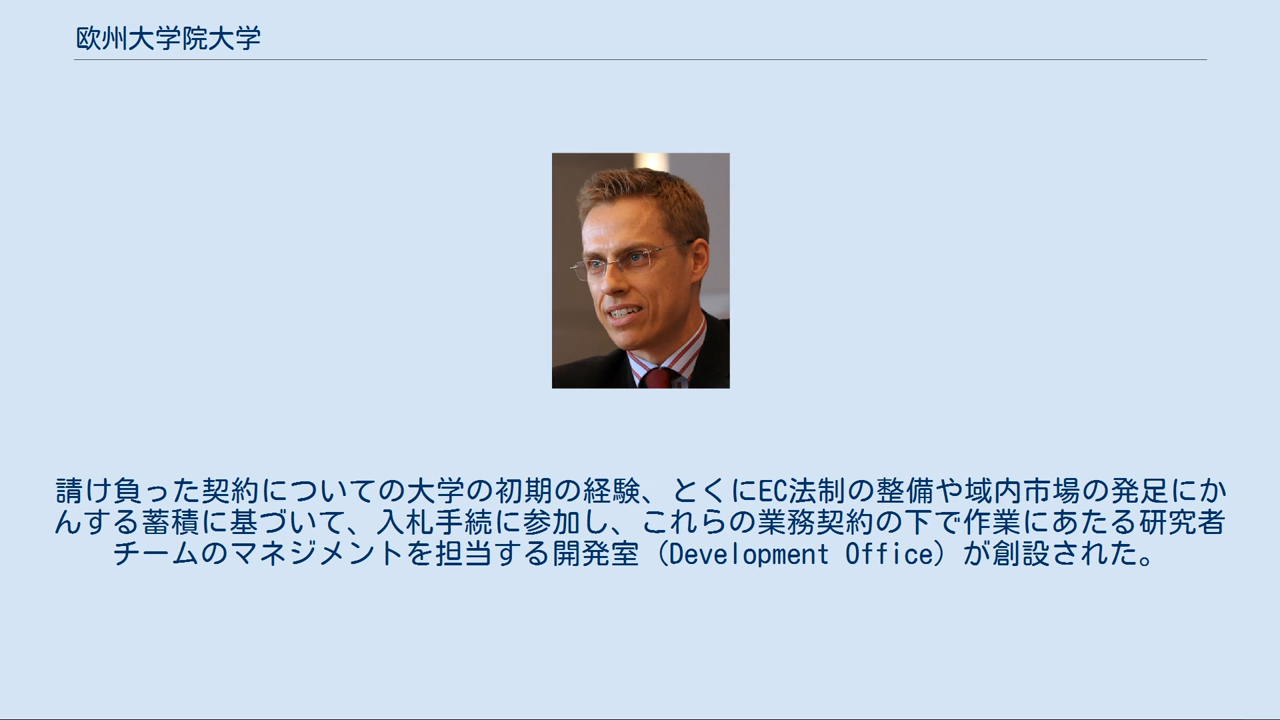 欧州大学院大学
請け負った契約についての大学の初期の経験、とくにEC法制の整備や域内市場の発足にか
んする蓄積に基づいて、入札手続に参加し、これらの業務契約の下で作業にあたる研究者
チームのマネジメントを担当する開発室（Development Office）が創設された。